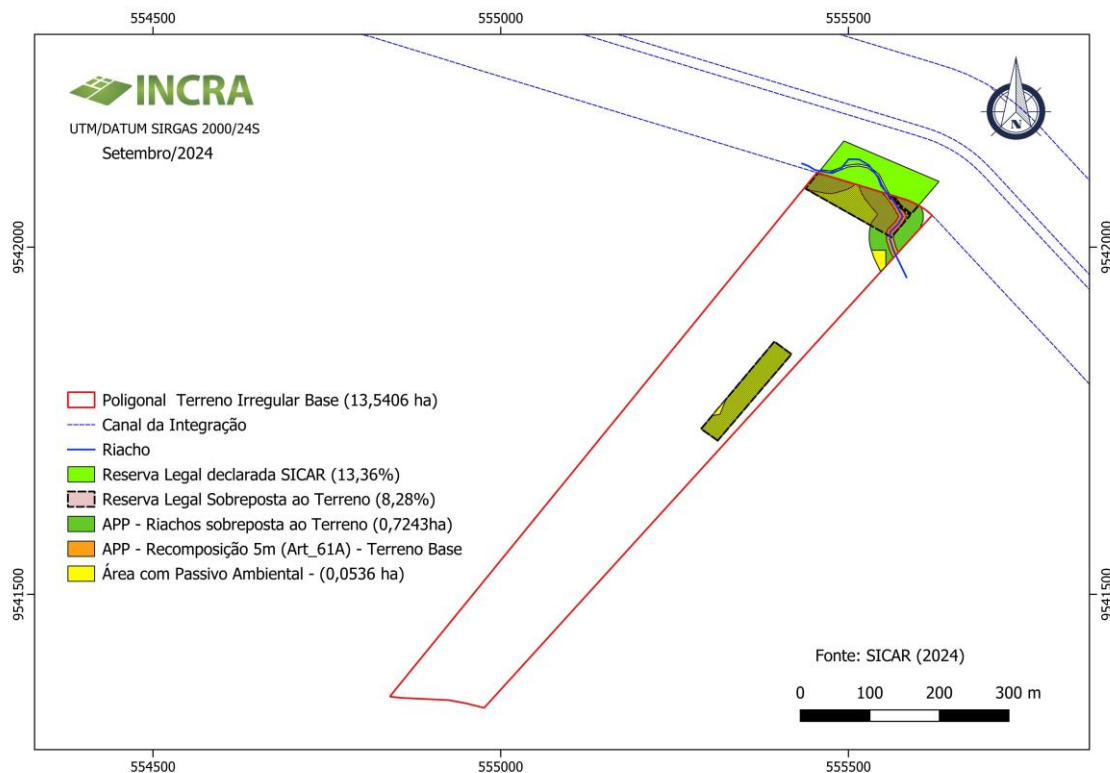 554500 555000 555500
INCRA
UTM/DATUM SIRGAS 2000/24S
Setembro/2024
N
9542000 9542000
Poligonal Terreno Irregular Base (13,5406 ha)
Canal da Integração
Riacho
Reserva Legal declarada SICAR (13,36%)
Reserva Legal Sobreposta ao Terreno (8,28%)
APP - Riachos sobreposta ao Terreno (0,7243ha)
APP - Recomposição 5m (Art_61A) - Terreno Base
Área com Passivo Ambiental - (0,0536 ha)
9541500 9541500
Fonte: SICAR (2024)
0 100 200 300 m
554500 555000 555500